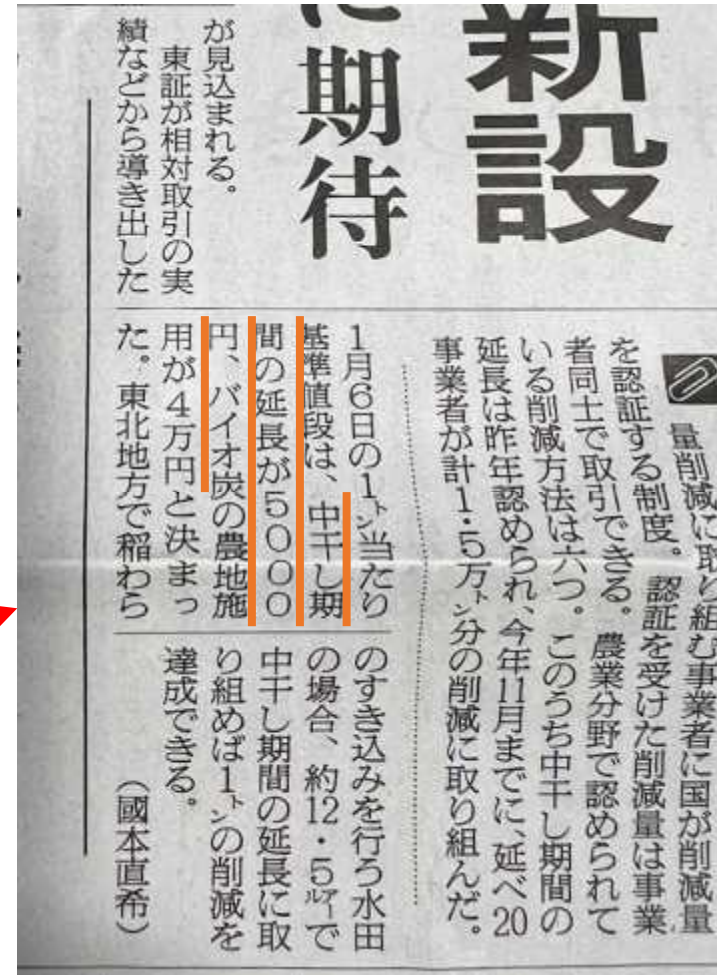 新設
に期待
量削減に取り組む事業者に国が削減量
を認証する制度。認証を受けた削減量は事業
者同士で取引できる。農業分野で認められて
いる削減方法は六つ。このうち中干し期間の
延長は昨年認められ、今年11月までに、延べ20
事業者が計1・5万㌧分の削減に取り組んだ。
が見込まれる。
東証が相対取引の実
績などから導き出した
1月6日の1㌧当たり
基準値段は、中干し期
間の延長が5000
円、バイオ炭の農地施
用が4万円と決まっ
た。東北地方で稲わら
のすき込みを行う水田
の場合、約12・5㌃で
中干し期間の延長に取
り組めば1㌧の削減を
達成できる。
(國本直希)